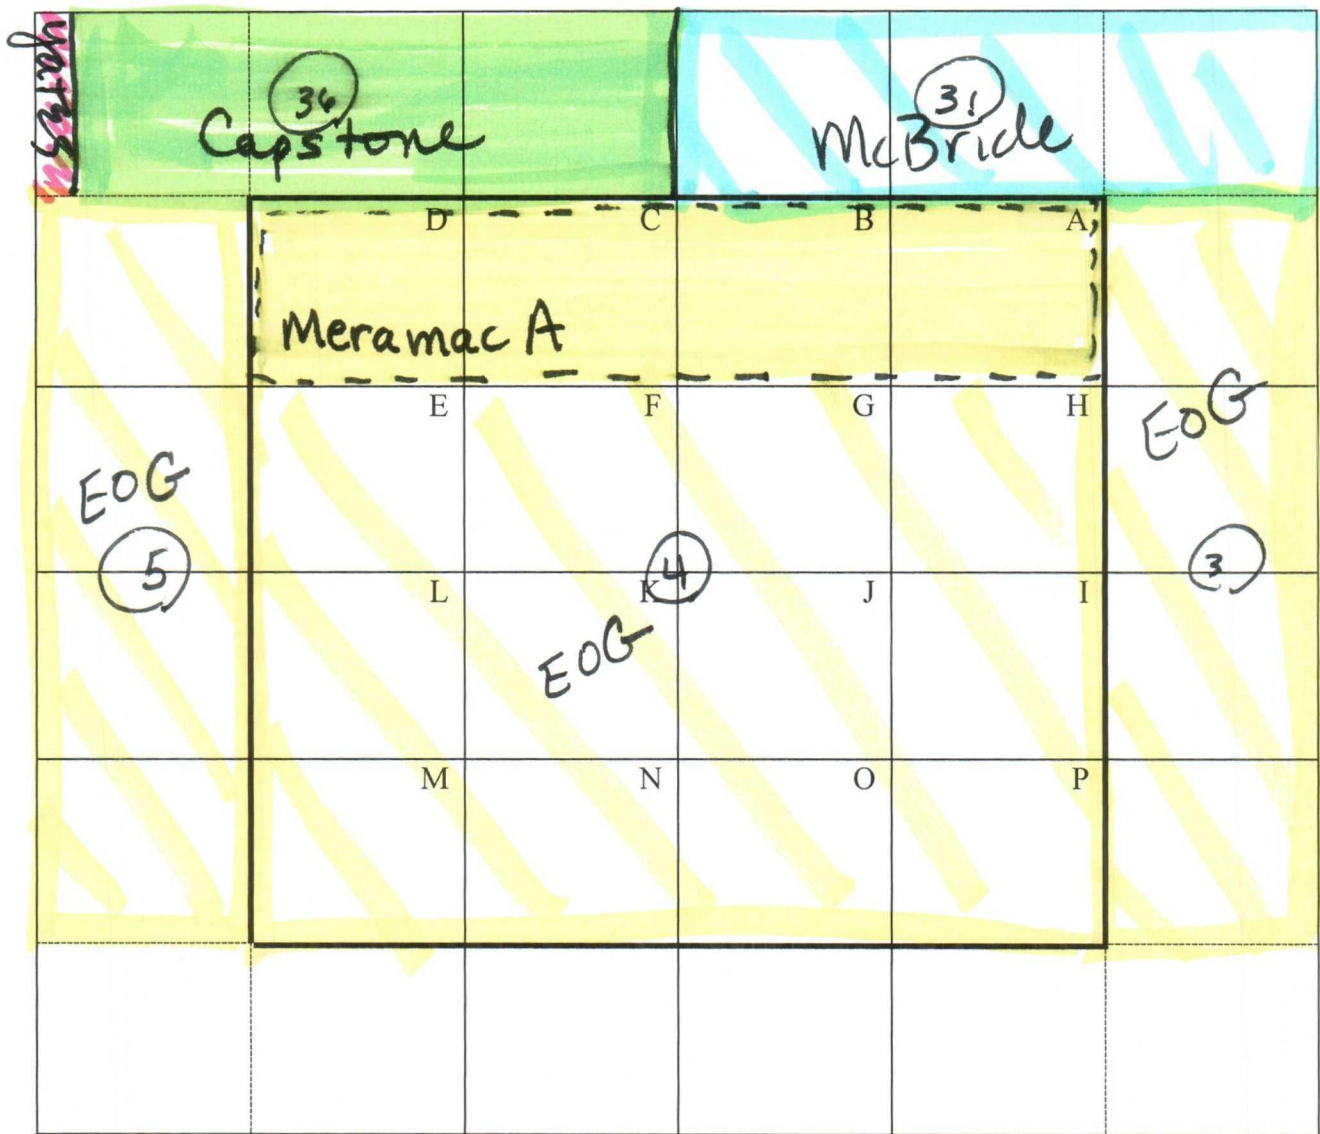 Yates
36
Capstone
31
McBride
D C B A
Meramac A
E F G H
EOG
EOG
5
4
3
L K J I
EOG
M N O P